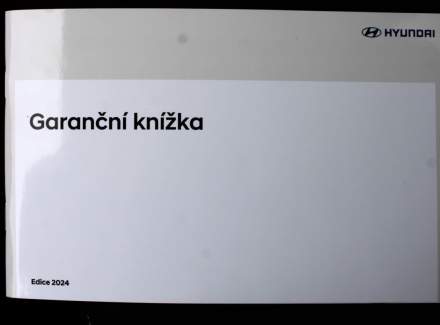 HYUNDAI
Garanční knížka
Edice 2024